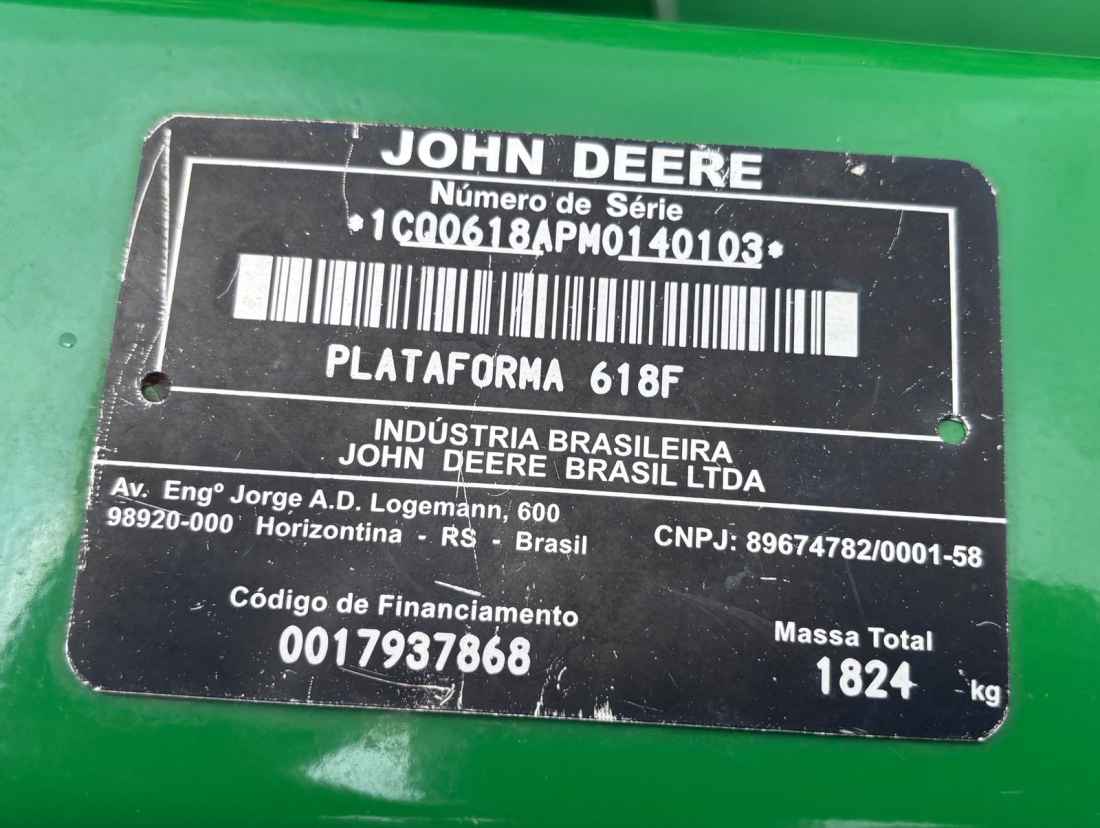 JOHN DEERE
Número de Série
*1CQ0618APM0140103*
PLATAFORMA 618F
INDÚSTRIA BRASILEIRA
JOHN DEERE BRASIL LTDA
Av. Engº Jorge A.D. Logemann, 600
98920-000 Horizontina - RS - Brasil
CNPJ: 89674782/0001-58
Código de Financiamento
0017937868
Massa Total
1824 kg